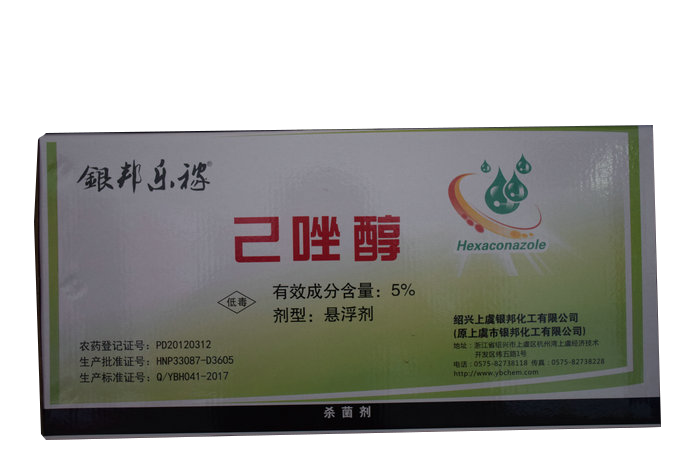 銀邦乐稼®
Hexaconazole
己唑醇
低毒
有效成分含量：5%
剂型：悬浮剂
农药登记证号：PD20120312
生产批准证号：HNP33087-D3605
生产标准证号：Q/YBH041-2017
绍兴上虞银邦化工有限公司
(原上虞市银邦化工有限公司)
地址：浙江省绍兴市上虞区杭州湾上虞经济技术
开发区纬五路1号
电话：0575-82738118 传真：0575-82738228
http://www.ybchem.com
杀菌剂